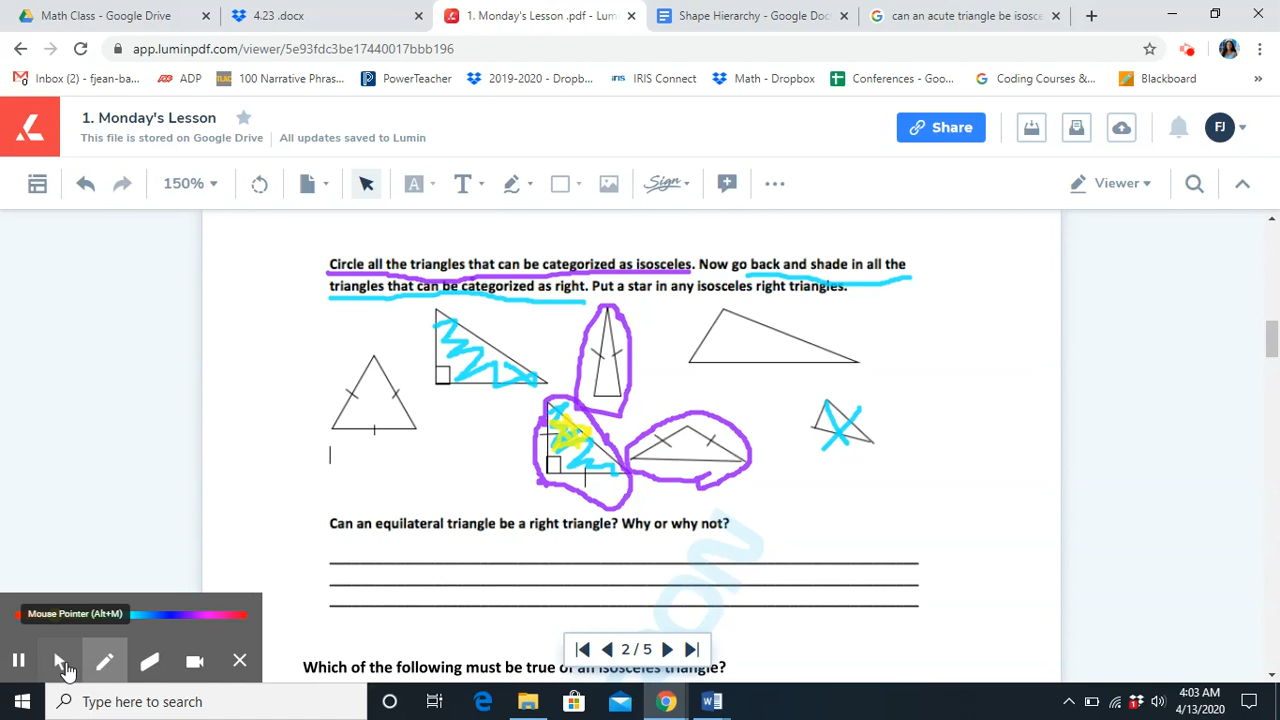 Math Class - Google Drive
4.23 .docx
1. Monday's Lesson .pdf - Lum
Shape Hierarchy - Google Doc
can an acute triangle be isosce
app.luminpdf.com/viewer/5e93fdc3be17440017bbb196
Inbox (2) - fjean-ba...
ADP
100 Narrative Phras...
PowerTeacher
2019-2020 - Dropb...
IRIS Connect
Math - Dropbox
Conferences - Goo...
Coding Courses &...
Blackboard
»
1. Monday's Lesson
This file is stored on Google Drive
All updates saved to Lumin
Share
FJ
150%
A
T
Sign
Viewer
Circle all the triangles that can be categorized as isosceles. Now go back and shade in all the
triangles that can be categorized as right. Put a star in any isosceles right triangles.
Can an equilateral triangle be a right triangle? Why or why not?
Mouse Pointer (Alt+M)
2 / 5
Which of the following must be true of an isosceles triangle?
Type here to search
4:03 AM
4/13/2020